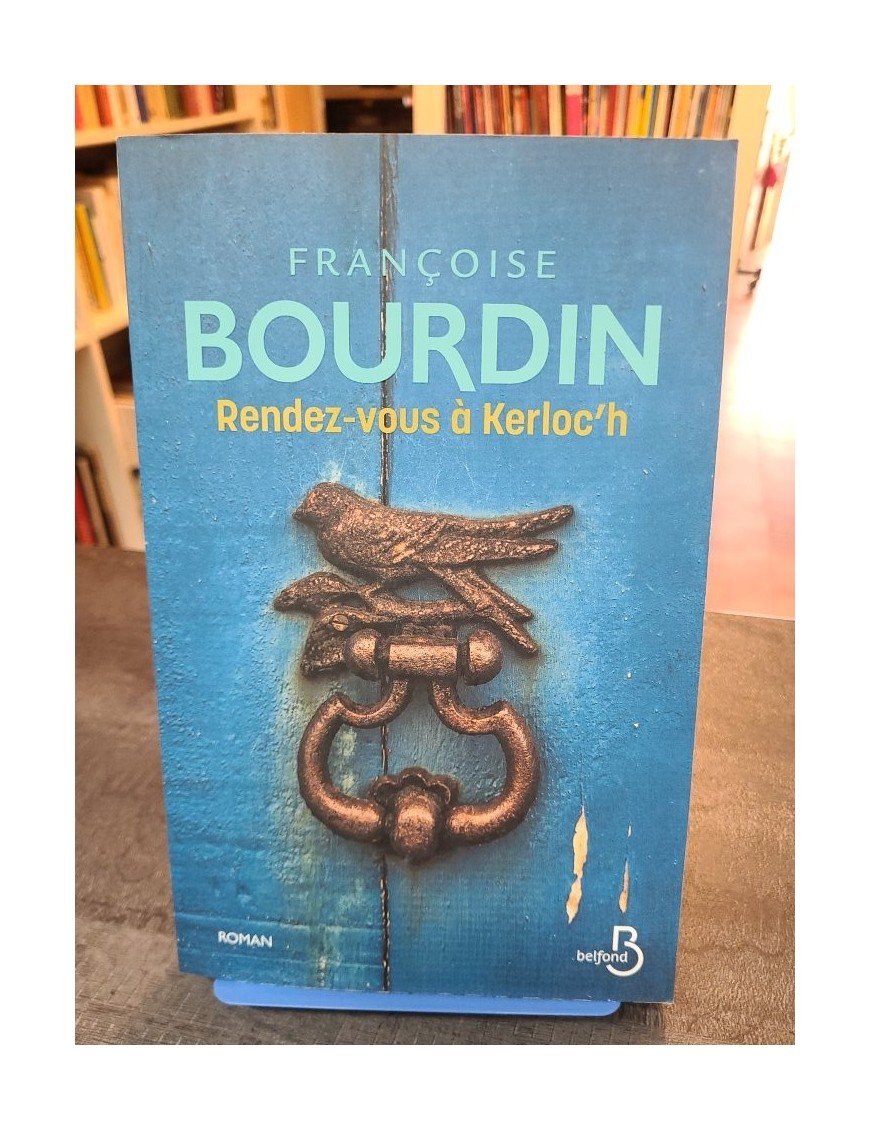 FRANÇOISE
BOURDIN
Rendez-vous à Kerloc'h
ROMAN
belfond